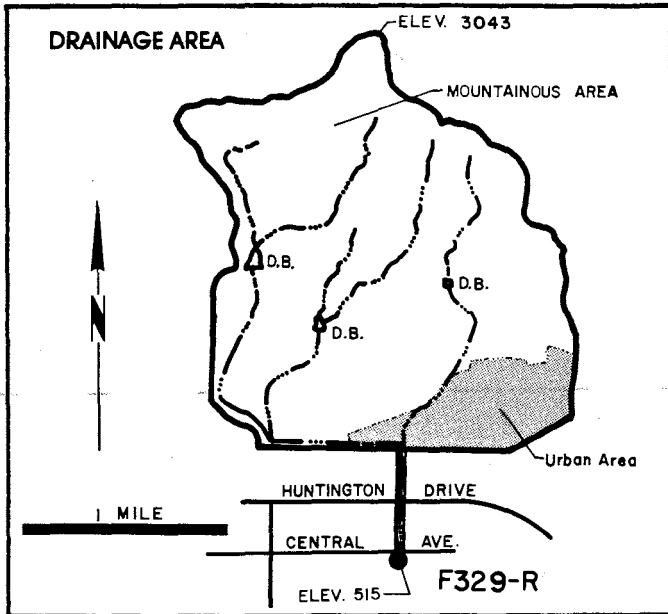 ELEV. 3043
DRAINAGE AREA
MOUNTAINOUS AREA
N
D.B.
D.B.
D.B.
Urban Area
HUNTINGTON DRIVE
1 MILE
CENTRAL AVE.
F329-R
ELEV. 515